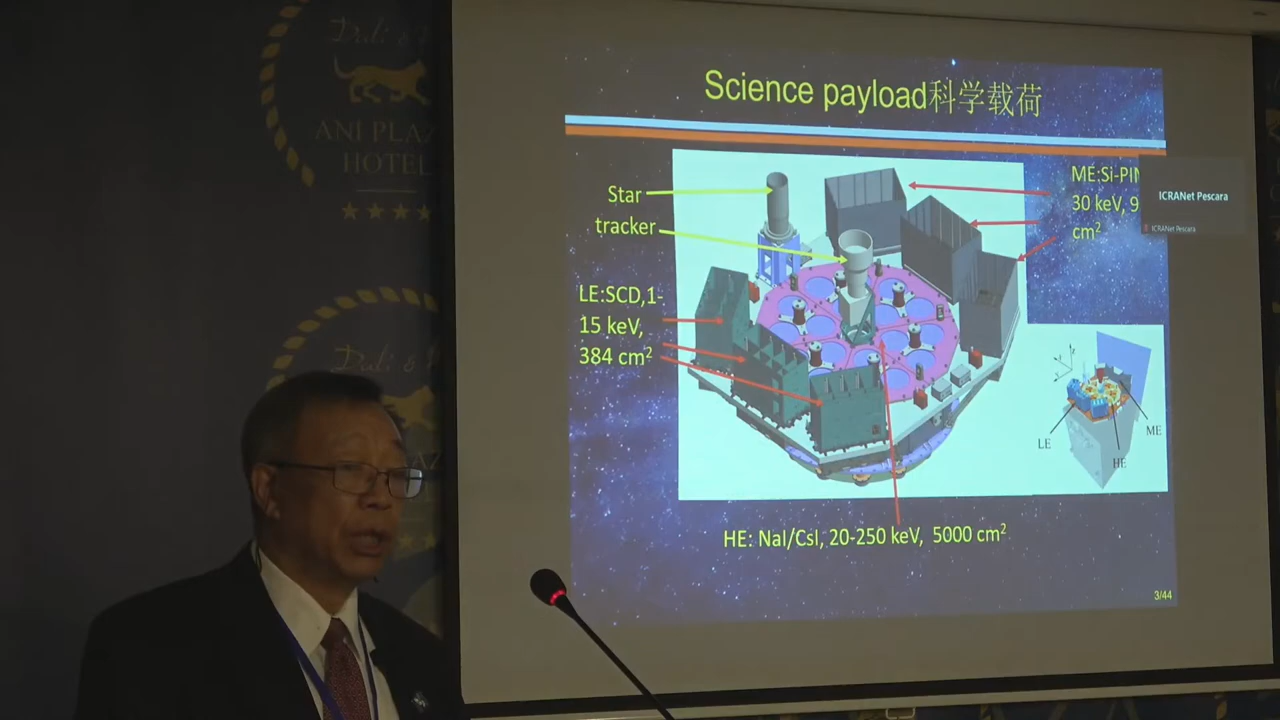 ANI PLAZ
HOTEL
Science payload科学载荷
Star
tracker
ME:Si-PIN
30 keV, 9
cm²
ICRANet Pescara
ICRANet Pescara
LE:SCD,1-
15 keV,
384 cm²
LE
HE
ME
HE: NaI/CsI, 20-250 keV, 5000 cm²
3/44